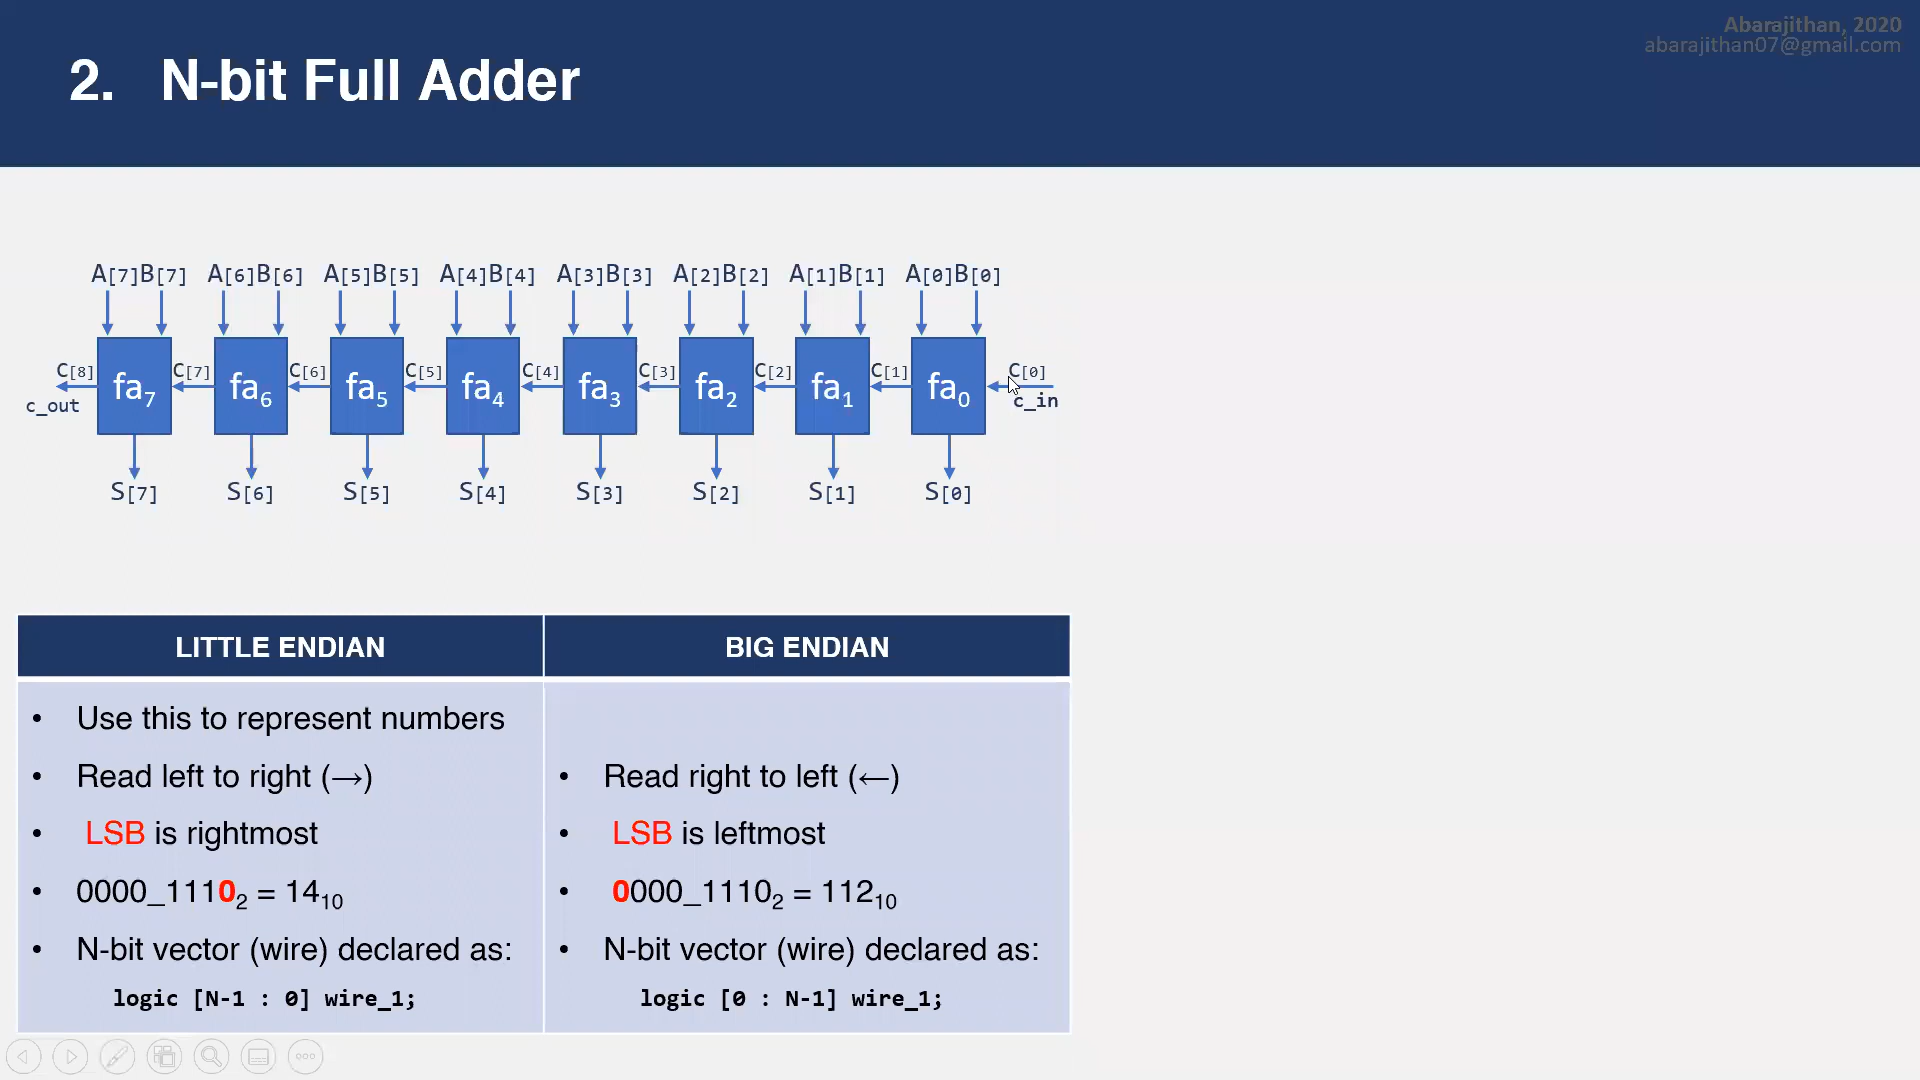 Abarajithan, 2020
abarajithan07@gmail.com
2. N-bit Full Adder
A[7]B[7] A[6]B[6] A[5]B[5] A[4]B[4] A[3]B[3] A[2]B[2] A[1]B[1] A[0]B[0]
C[8] C[7] C[6] C[5] C[4] C[3] C[2] C[1] C[0]
fa7 fa6 fa5 fa4 fa3 fa2 fa1 fa0
c_out c_in
S[7] S[6] S[5] S[4] S[3] S[2] S[1] S[0]
LITTLE ENDIAN
• Use this to represent numbers
• Read left to right (→)
• LSB is rightmost
• 0000_1110₂ = 14₁₀
• N-bit vector (wire) declared as:
logic [N-1 : 0] wire_1;
BIG ENDIAN
• Read right to left (←)
• LSB is leftmost
• 0000_1110₂ = 112₁₀
• N-bit vector (wire) declared as:
logic [0 : N-1] wire_1;